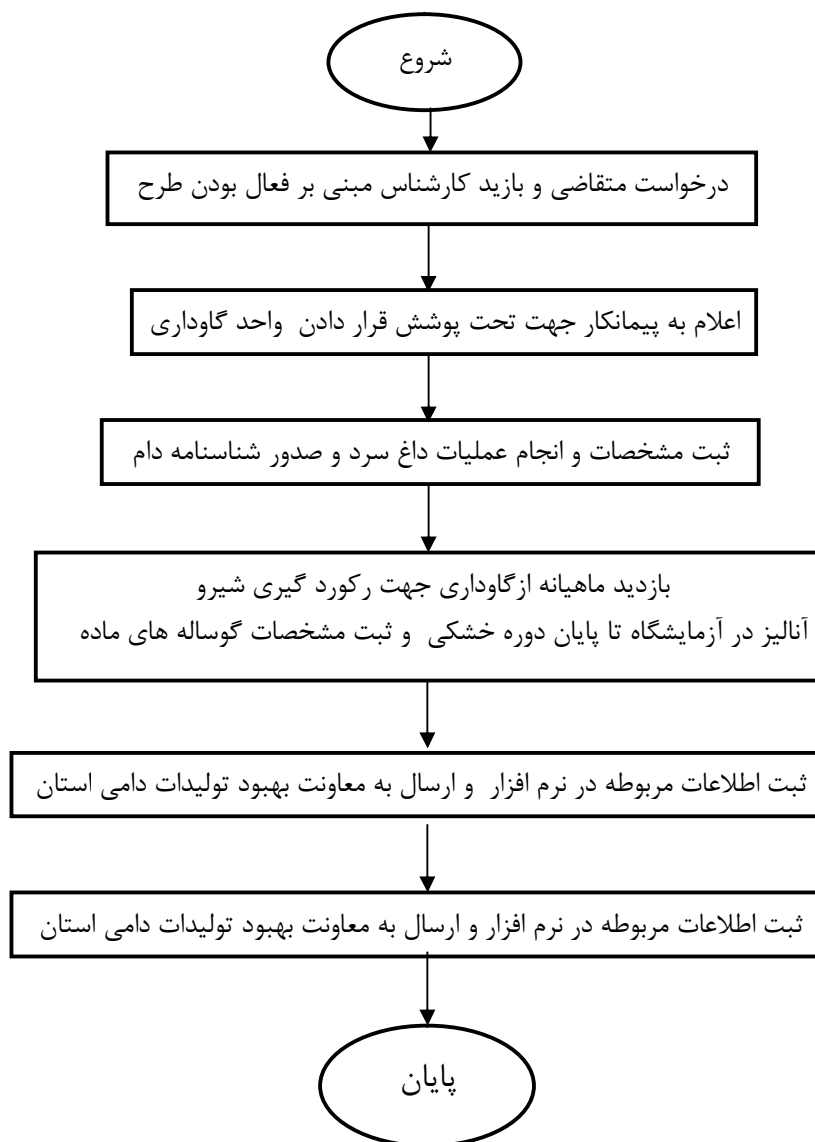 شروع
درخواست متقاضی و بازید کارشناس مبنی بر فعال بودن طرح
اعلام به پیمانکار جهت تحت پوشش قرار دادن واحد گاوداری
ثبت مشخصات و انجام عملیات داغ سرد و صدور شناسنامه دام
بازدید ماهیانه ازگاوداری جهت رکورد گیری شیرو
آنالیز در آزمایشگاه تا پایان دوره خشکی و ثبت مشخصات گوساله های ماده
ثبت اطلاعات مربوطه در نرم افزار و ارسال به معاونت بهبود تولیدات دامی استان
ثبت اطلاعات مربوطه در نرم افزار و ارسال به معاونت بهبود تولیدات دامی استان
پایان